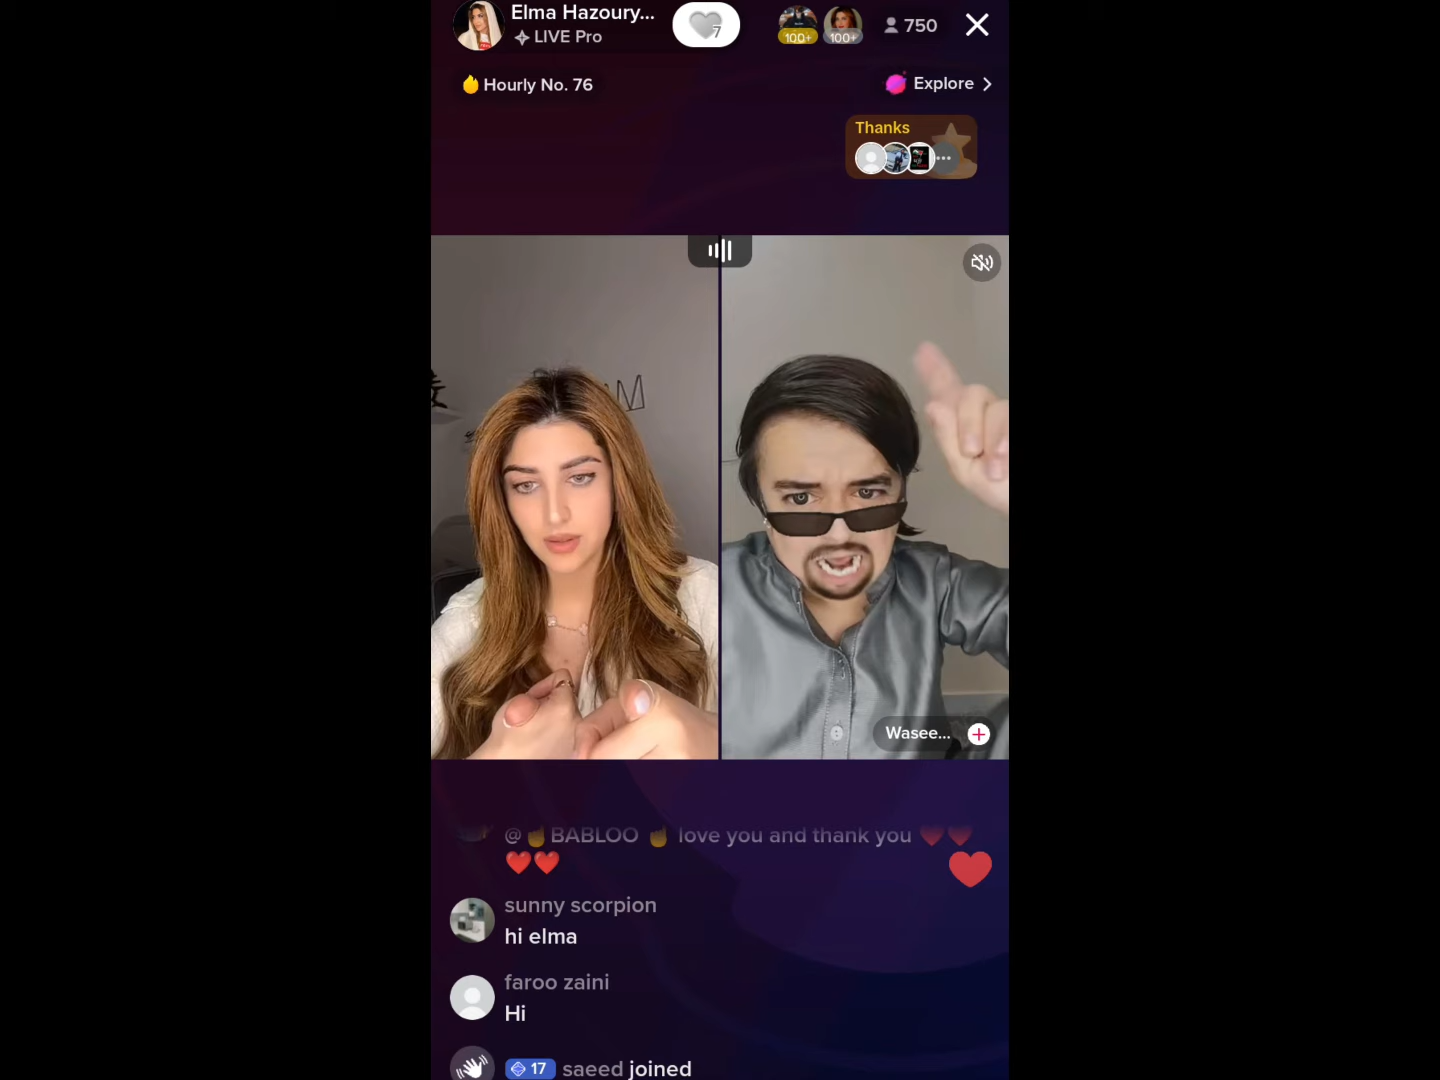 Elma Hazoury...
LIVE Pro
7
100+
100+
750
Hourly No. 76
Explore
Thanks
Wasee...
@☝BABLOO ☝ love you and thank you ❤️❤️
❤️❤️
sunny scorpion
hi elma
faroo zaini
Hi
17 saeed joined